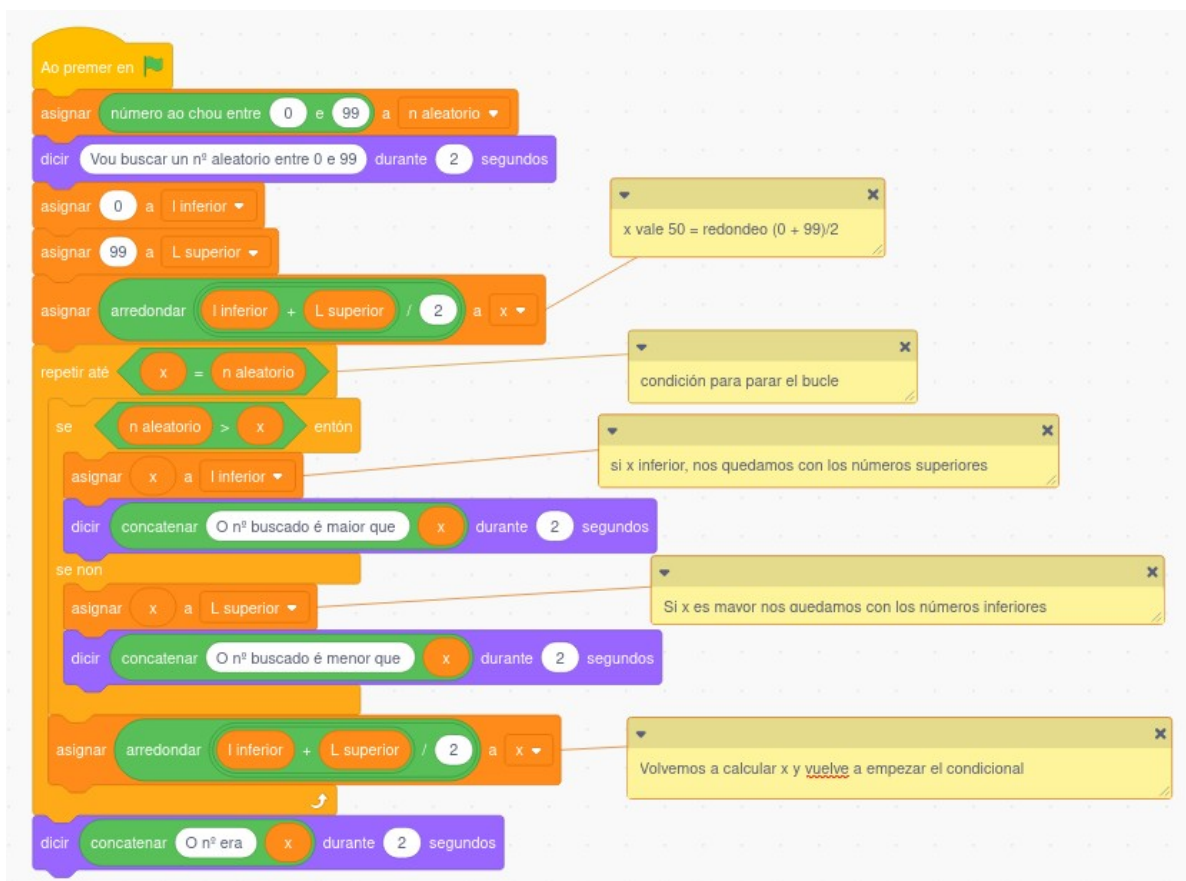 Ao premer en
asignar número ao chou entre 0 e 99 a n aleatorio
dicir Vou buscar un nº aleatorio entre 0 e 99 durante 2 segundos
asignar 0 a l inferior
asignar 99 a L superior
x vale 50 = redondeo (0 + 99)/2
asignar arredondar l inferior + L superior / 2 a x
repetir até x = n aleatorio
condición para parar el bucle
se n aleatorio > x entón
asignar x a l inferior
si x inferior, nos quedamos con los números superiores
dicir concatenar O nº buscado é maior que x durante 2 segundos
se non
asignar x a L superior
Si x es mayor nos quedamos con los números inferiores
dicir concatenar O nº buscado é menor que x durante 2 segundos
asignar arredondar l inferior + L superior / 2 a x
Volvemos a calcular x y vuelve a empezar el condicional
dicir concatenar O nº era x durante 2 segundos